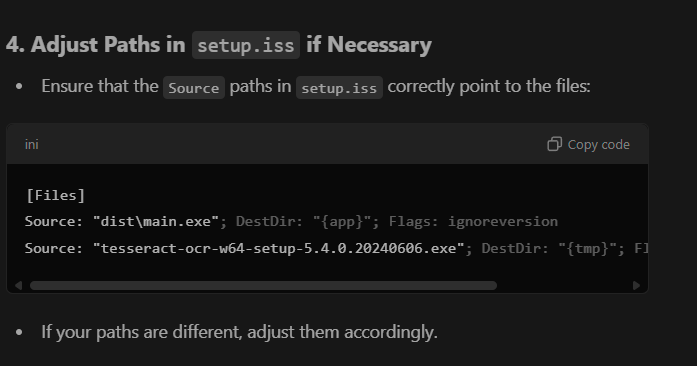 4. Adjust Paths in setup.iss if Necessary
Ensure that the Source paths in setup.iss correctly point to the files:
ini
Copy code
[Files]
Source: "dist\main.exe"; DestDir: "{app}"; Flags: ignoreversion
Source: "tesseract-ocr-w64-setup-5.4.0.20240606.exe"; DestDir: "{tmp}"; Fl
If your paths are different, adjust them accordingly.